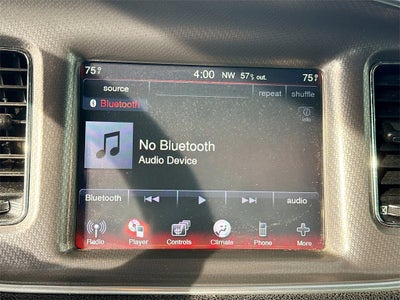 75°F 4:00 NW 57°F out. 75°F
source repeat shuffle
Bluetooth
info
No Bluetooth
Audio Device
Bluetooth audio
Radio Player Controls Climate Phone More